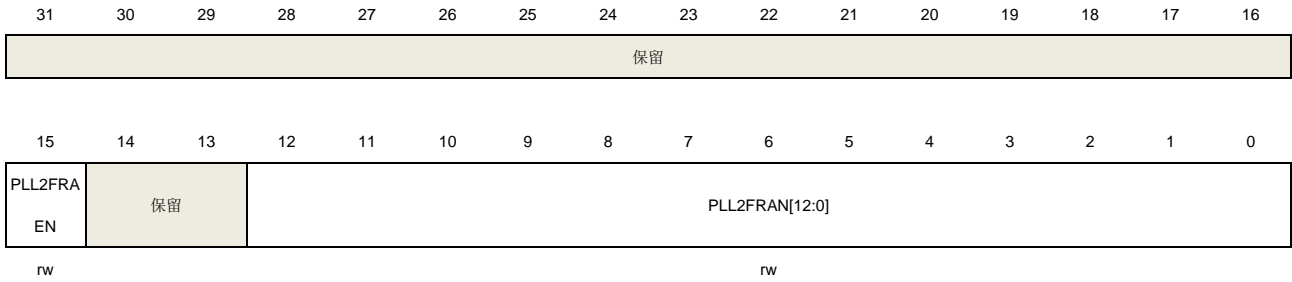 31 30 29 28 27 26 25 24 23 22 21 20 19 18 17 16
保留
15 14 13 12 11 10 9 8 7 6 5 4 3 2 1 0
PLL2FRA
EN
保留
PLL2FRAN[12:0]
rw rw